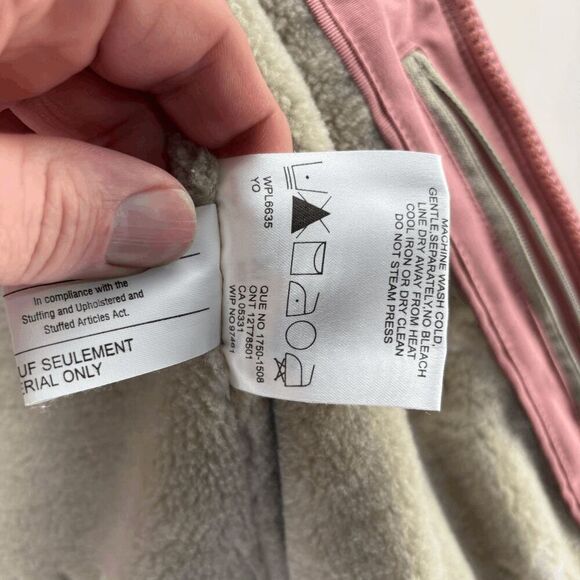 MACHINE WASH COLD,
GENTLE,SEPARATELY,NO BLEACH
LINE DRY AWAY FROM HEAT
COOL IRON OR DRY CLEAN
DO NOT STEAM PRESS
WPL6635
YO
QUE NO 1750-1508
ONT 12T78501
CA 05331
WIP NO 97461
In compliance with the
Stuffing and Upholstered and
Stuffed Articles Act.
UF SEULEMENT
ERIAL ONLY